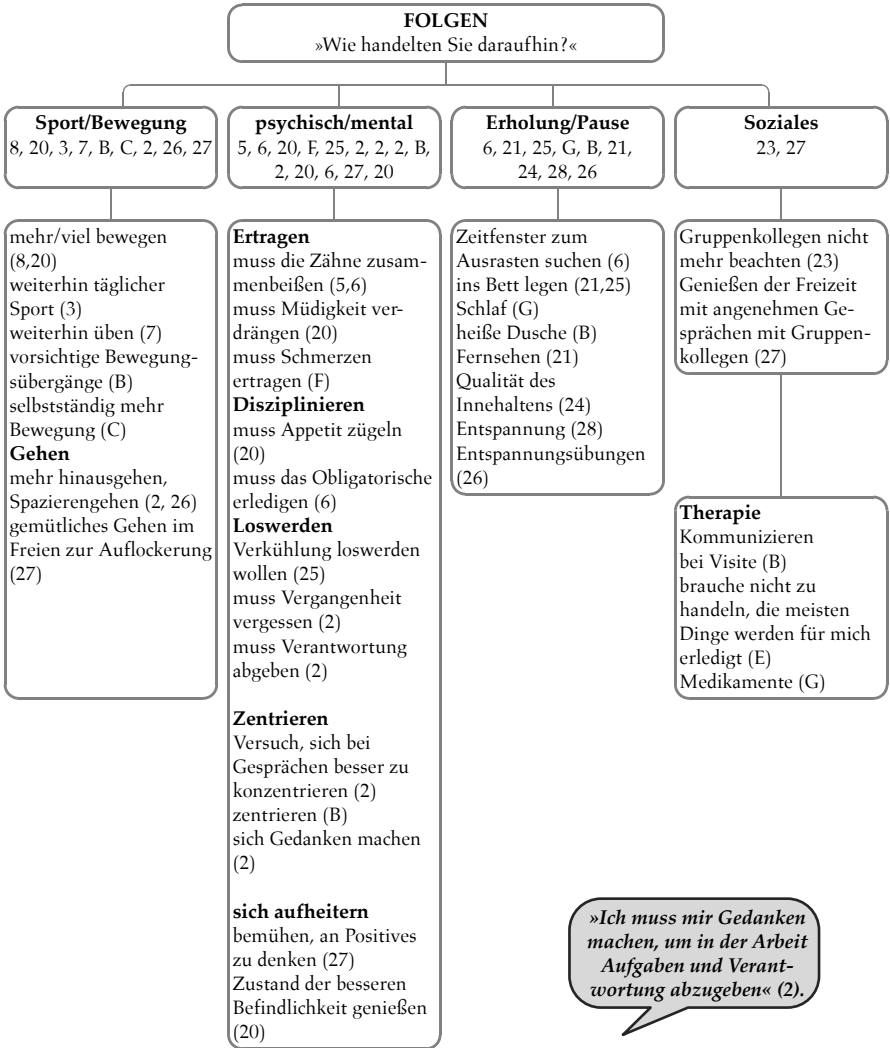 FOLGEN
»Wie handelten Sie daraufhin?«
Sport/Bewegung
8, 20, 3, 7, B, C, 2, 26, 27
psychisch/mental
5, 6, 20, F, 25, 2, 2, 2, B,
2, 20, 6, 27, 20
Erholung/Pause
6, 21, 25, G, B, 21,
24, 28, 26
Soziales
23, 27
mehr/viel bewegen
(8,20)
weiterhin täglicher
Sport (3)
weiterhin üben (7)
vorsichtige Bewegung-
sübergänge (B)
selbstständig mehr
Bewegung (C)
Gehen
mehr hinausgehen,
Spazierengehen (2, 26)
gemütliches Gehen im
Freien zur Auflockerung
(27)
Ertragen
muss die Zähne zusam-
menbeißen (5,6)
muss Müdigkeit ver-
drängen (20)
muss Schmerzen
ertragen (F)
Disziplinieren
muss Appetit zügeln
(20)
muss das Obligatorische
erledigen (6)
Loswerden
Verkühlung loswerden
wollen (25)
muss Vergangenheit
vergessen (2)
muss Verantwortung
abgeben (2)
Zentrieren
Versuch, sich bei
Gesprächen besser zu
konzentrieren (2)
zentrieren (B)
sich Gedanken machen
(2)
sich aufheitern
bemühen, an Positives
zu denken (27)
Zustand der besseren
Befindlichkeit genießen
(20)
Zeitfenster zum
Ausrasten suchen (6)
ins Bett legen (21,25)
Schlaf (G)
heiße Dusche (B)
Fernsehen (21)
Qualität des
Innehaltens (24)
Entspannung (28)
Entspannungsübungen
(26)
Gruppenkollegen nicht
mehr beachten (23)
Genießen der Freizeit
mit angenehmen Ge-
sprächen mit Gruppen-
kollegen (27)
Therapie
Kommunizieren
bei Visite (B)
brauche nicht zu
handeln, die meisten
Dinge werden für mich
erledigt (E)
Medikamente (G)
»Ich muss mir Gedanken
machen, um in der Arbeit
Aufgaben und Verant-
wortung abzugeben« (2).